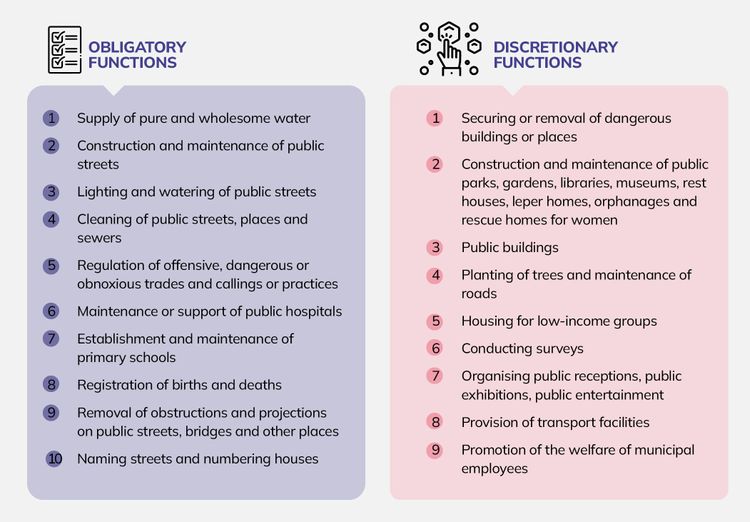 OBLIGATORY
FUNCTIONS
1 Supply of pure and wholesome water
2 Construction and maintenance of public
streets
3 Lighting and watering of public streets
4 Cleaning of public streets, places and
sewers
5 Regulation of offensive, dangerous or
obnoxious trades and callings or practices
6 Maintenance or support of public hospitals
7 Establishment and maintenance of
primary schools
8 Registration of births and deaths
9 Removal of obstructions and projections
on public streets, bridges and other places
10 Naming streets and numbering houses
DISCRETIONARY
FUNCTIONS
1 Securing or removal of dangerous
buildings or places
2 Construction and maintenance of public
parks, gardens, libraries, museums, rest
houses, leper homes, orphanages and
rescue homes for women
3 Public buildings
4 Planting of trees and maintenance of
roads
5 Housing for low-income groups
6 Conducting surveys
7 Organising public receptions, public
exhibitions, public entertainment
8 Provision of transport facilities
9 Promotion of the welfare of municipal
employees